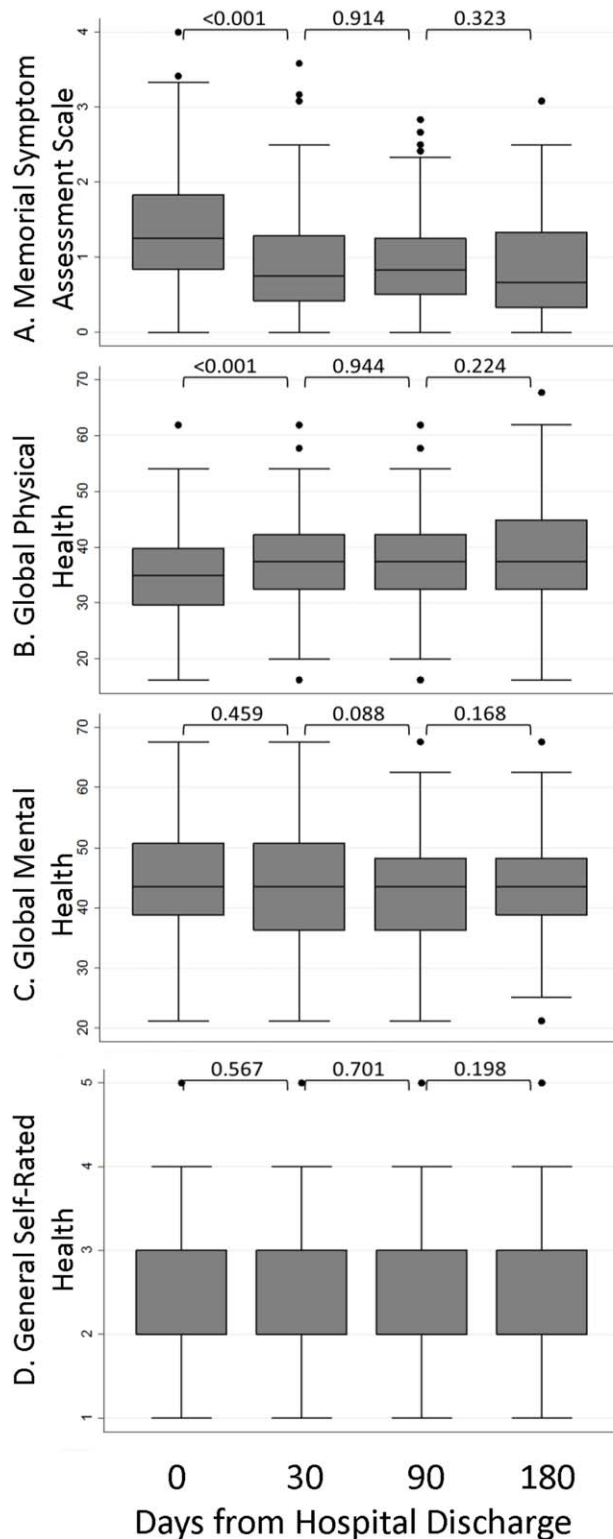 <0.001 0.914 0.323
A. Memorial Symptom
Assessment Scale
4
3
2
1
0
<0.001 0.944 0.224
B. Global Physical
Health
70
60
50
40
30
20
0.459 0.088 0.168
C. Global Mental
Health
70
60
50
40
30
20
0.567 0.701 0.198
D. General Self-Rated
Health
5
4
3
2
1
0 30 90 180
Days from Hospital Discharge